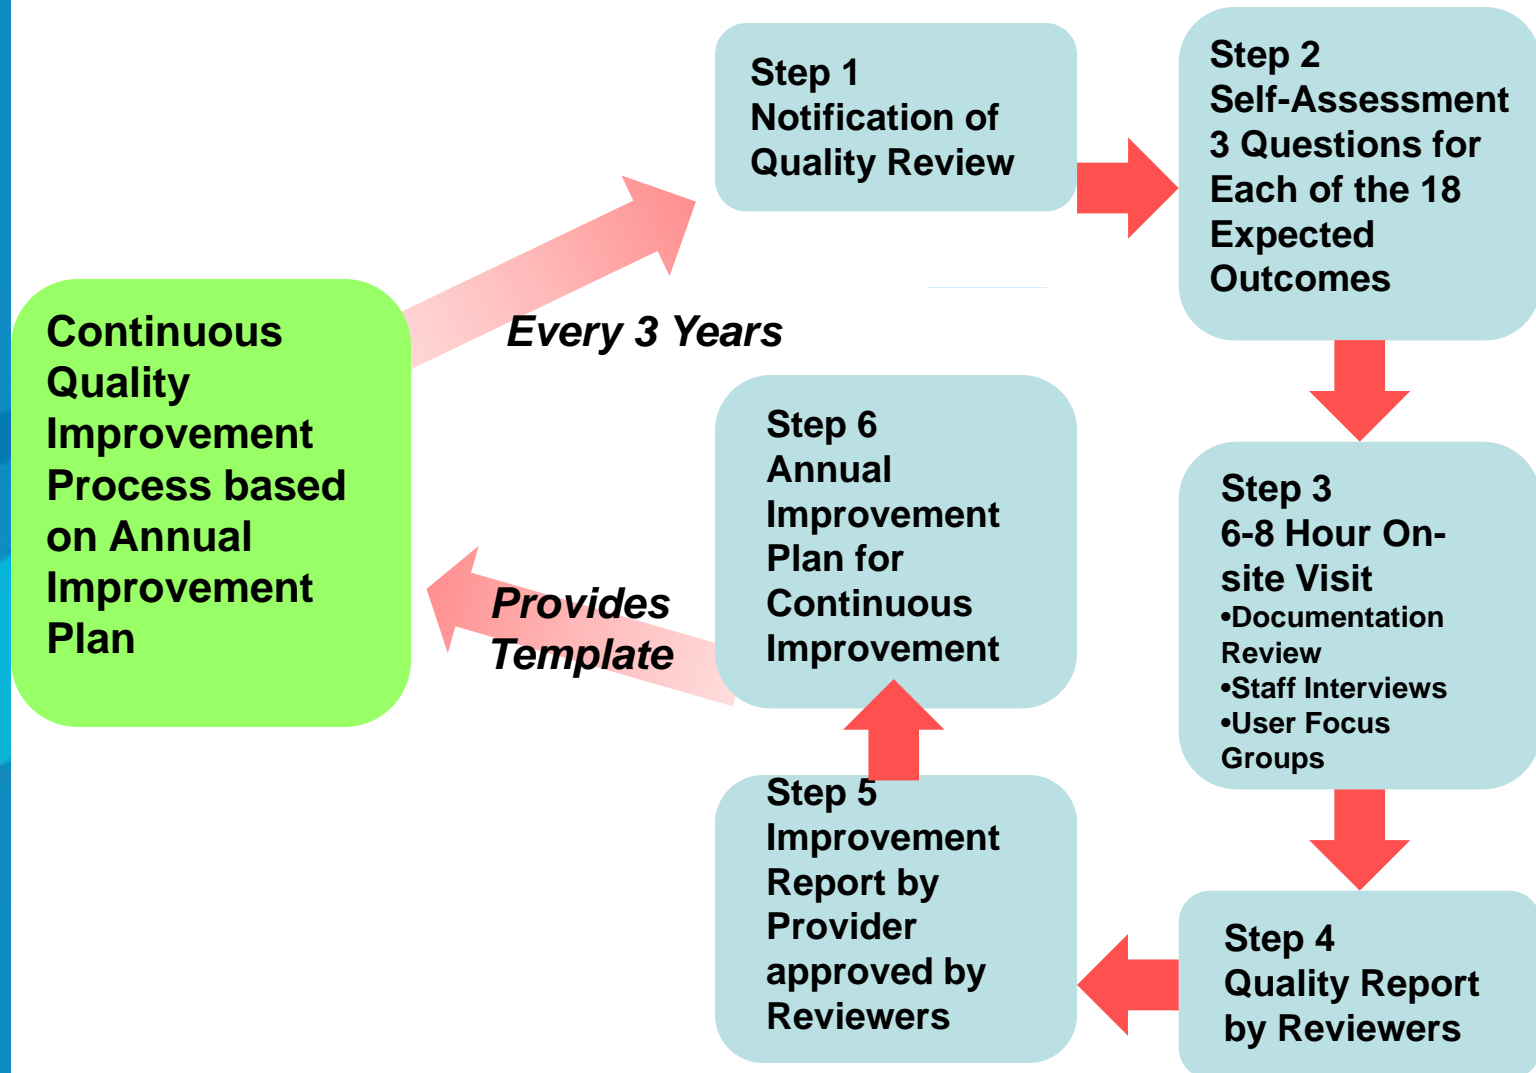 Step 1
Notification of
Quality Review
Step 2
Self-Assessment
3 Questions for
Each of the 18
Expected
Outcomes
Step 3
6-8 Hour On-
site Visit
•Documentation
Review
•Staff Interviews
•User Focus
Groups
Step 4
Quality Report
by Reviewers
Step 5
Improvement
Report by
Provider
approved by
Reviewers
Step 6
Annual
Improvement
Plan for
Continuous
Improvement
Provides
Template
Continuous
Quality
Improvement
Process based
on Annual
Improvement
Plan
Every 3 Years